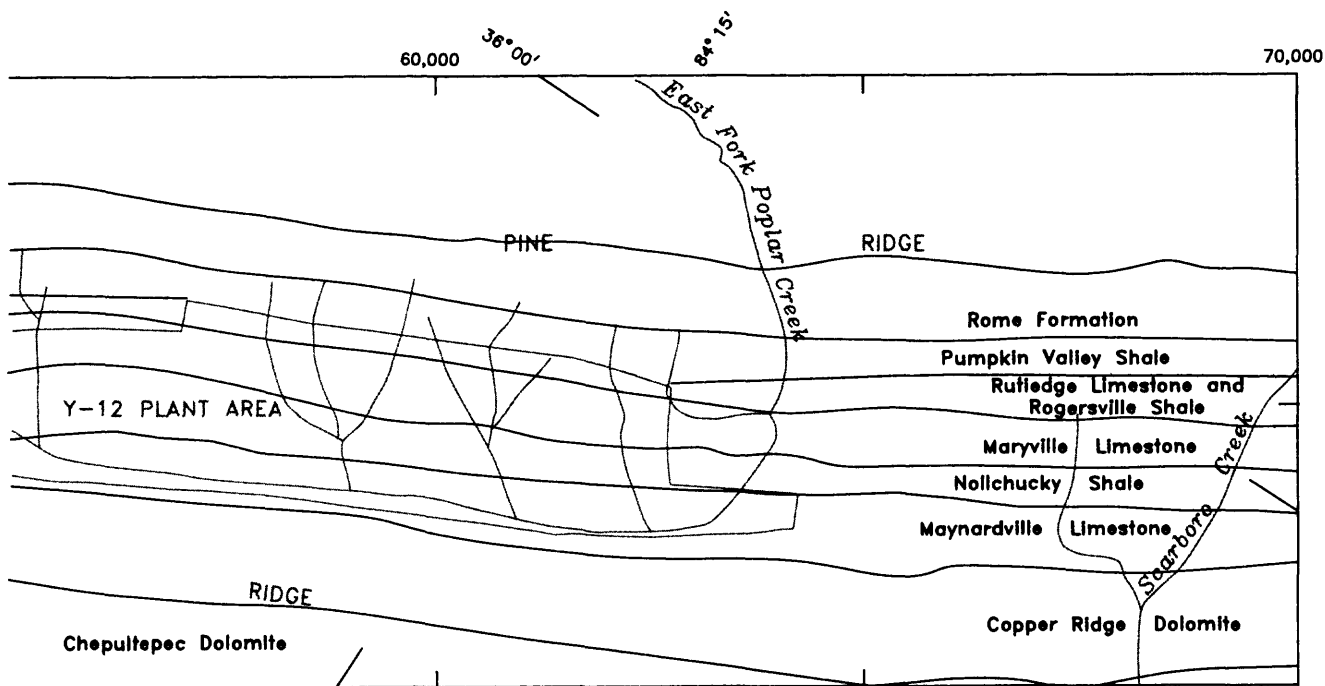 60,000
36° 00'
84° 15'
70,000
East Fork Poplar Creek
PINE RIDGE
Rome Formation
Pumpkin Valley Shale
Rutledge Limestone and
Rogersville Shale
Y-12 PLANT AREA
Maryville Limestone
Nolichucky Shale
Maynardville Limestone
Scarboro Creek
RIDGE
Copper Ridge Dolomite
Chepultepec Dolomite